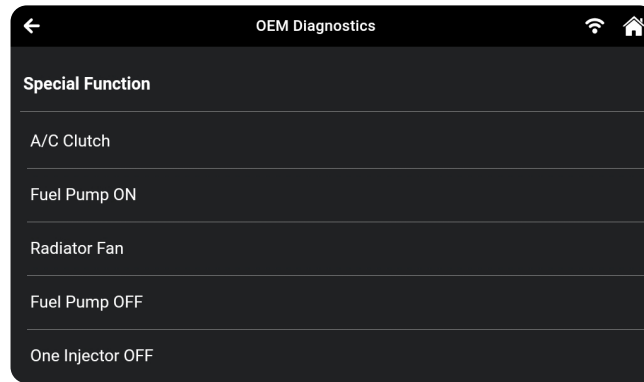 OEM Diagnostics
Special Function
A/C Clutch
Fuel Pump ON
Radiator Fan
Fuel Pump OFF
One Injector OFF